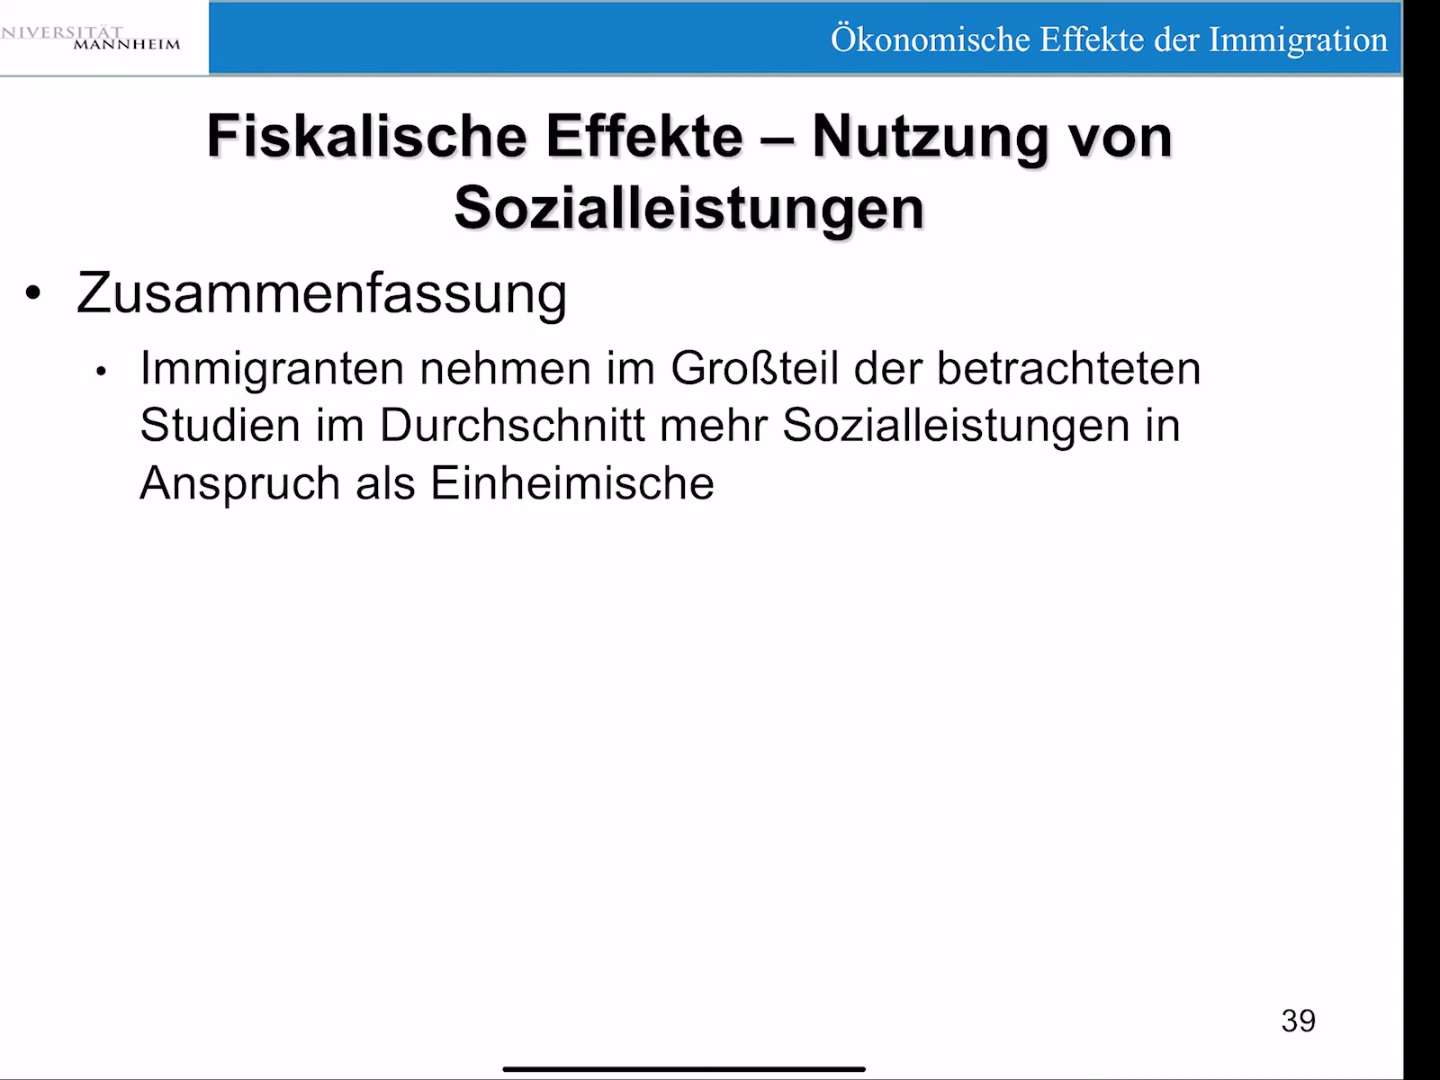 NIVERSITÄT
MANNHEIM
Ökonomische Effekte der Immigration
Fiskalische Effekte – Nutzung von
Sozialleistungen
• Zusammenfassung
• Immigranten nehmen im Großteil der betrachteten
Studien im Durchschnitt mehr Sozialleistungen in
Anspruch als Einheimische
39